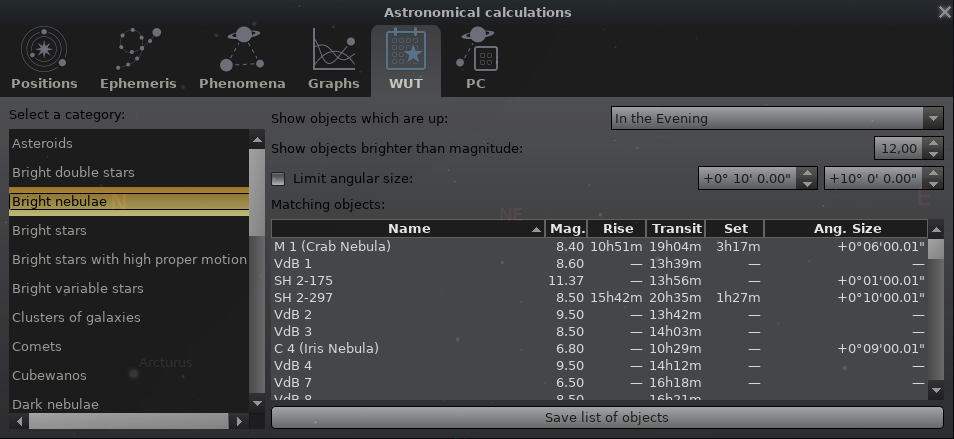 Astronomical calculations
Positions Ephemeris Phenomena Graphs WUT PC
Select a category:
Asteroids
Bright double stars
Bright nebulae
Bright stars
Bright stars with high proper motion
Bright variable stars
Clusters of galaxies
Comets
Cubewanos
Dark nebulae
Arcturus
N
NE
E
Show objects which are up: In the Evening
Show objects brighter than magnitude: 12,00
Limit angular size: +0° 10' 0.00" +10° 0' 0.00"
Matching objects:
Name Mag. Rise Transit Set Ang. Size
M 1 (Crab Nebula) 8.40 10h51m 19h04m 3h17m +0°06'00.01"
VdB 1 8.60 — 13h39m — —
SH 2-175 11.37 — 13h56m — +0°01'00.01"
SH 2-297 8.50 15h42m 20h35m 1h27m +0°10'00.01"
VdB 2 9.50 — 13h42m — —
VdB 3 8.50 — 14h03m — —
C 4 (Iris Nebula) 6.80 — 10h29m — +0°09'00.01"
VdB 4 9.50 — 14h12m — —
VdB 7 6.50 — 16h18m — —
VdB 8 8.50 — 16h21m — —
Save list of objects